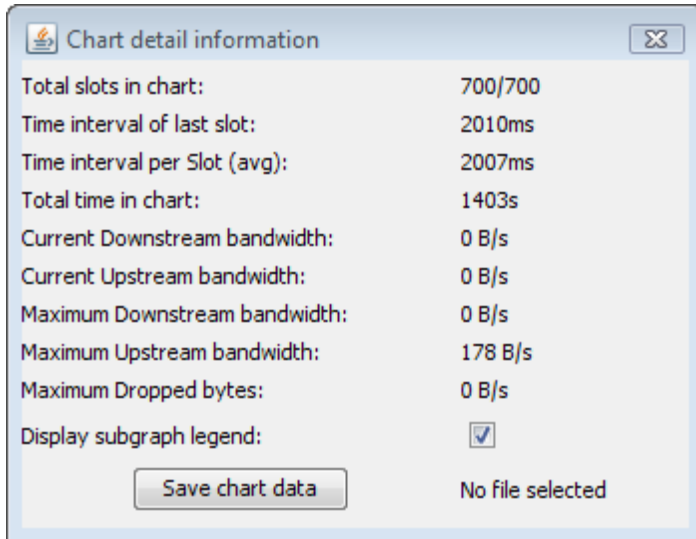 Chart detail information
Total slots in chart: 700/700
Time interval of last slot: 2010ms
Time interval per Slot (avg): 2007ms
Total time in chart: 1403s
Current Downstream bandwidth: 0 B/s
Current Upstream bandwidth: 0 B/s
Maximum Downstream bandwidth: 0 B/s
Maximum Upstream bandwidth: 178 B/s
Maximum Dropped bytes: 0 B/s
Display subgraph legend:
Save chart data No file selected